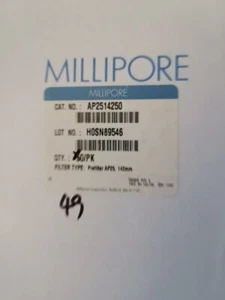 MILLIPORE
MILLIPORE
CAT. NO. : AP2514250
LOT NO. : H0SN89546
QTY. : 50/PK
FILTER TYPE: Prefilter AP25, 142mm
49